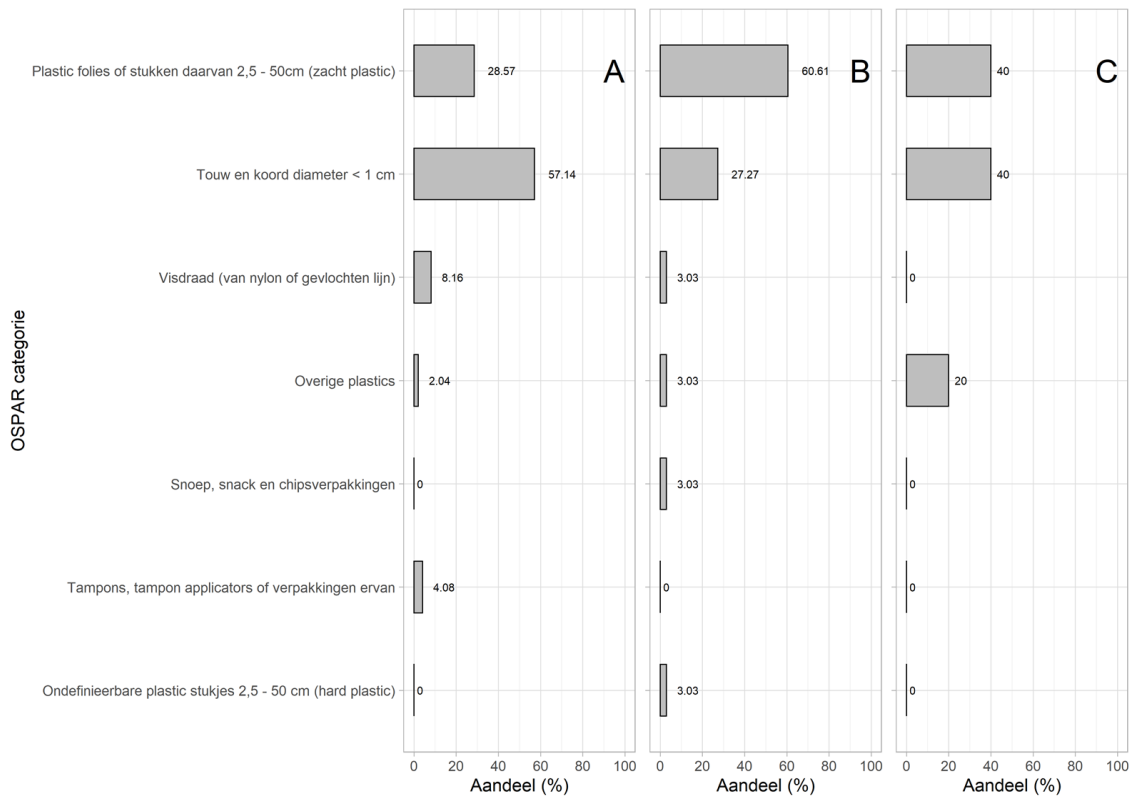 OSPAR categorie
A
B
C
Plastic folies of stukken daarvan 2,5 - 50cm (zacht plastic) 28.57 60.61 40
Touw en koord diameter < 1 cm 57.14 27.27 40
Visdraad (van nylon of gevlochten lijn) 8.16 3.03 0
Overige plastics 2.04 3.03 20
Snoep, snack en chipsverpakkingen 0 3.03 0
Tampons, tampon applicators of verpakkingen ervan 4.08 0 0
Ondefinieerbare plastic stukjes 2,5 - 50 cm (hard plastic) 0 3.03 0
0 20 40 60 80 100 0 20 40 60 80 100 0 20 40 60 80 100
Aandeel (%) Aandeel (%) Aandeel (%)